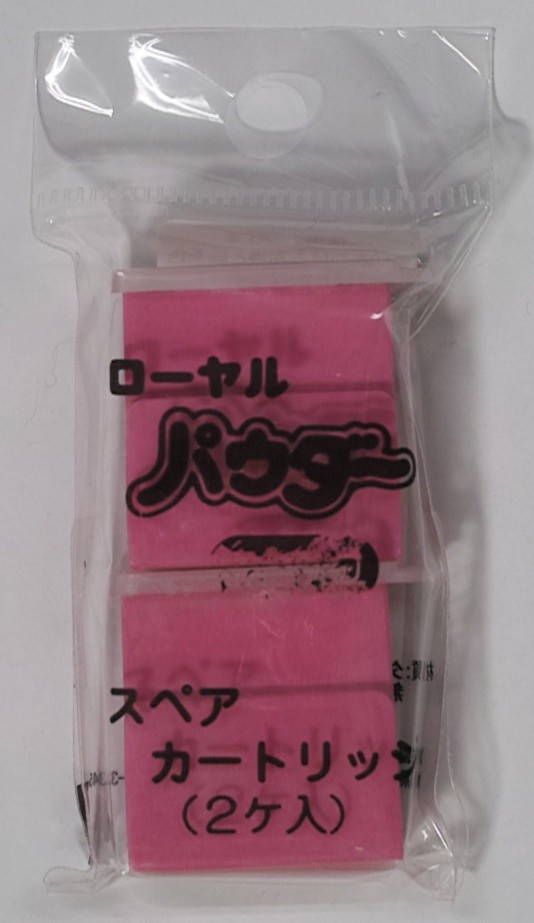 ローヤル
パウダー
スペア
カートリッジ
(2ケ入)